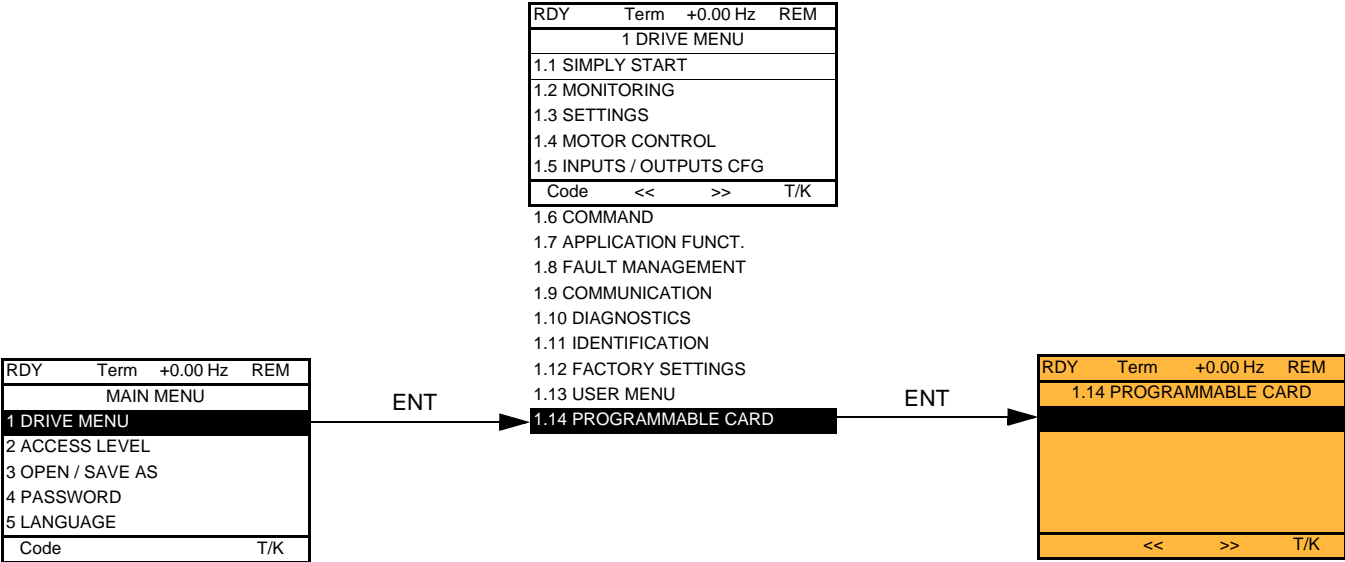 RDY Term +0.00 Hz REM
1 DRIVE MENU
1.1 SIMPLY START
1.2 MONITORING
1.3 SETTINGS
1.4 MOTOR CONTROL
1.5 INPUTS / OUTPUTS CFG
Code << >> T/K
1.6 COMMAND
1.7 APPLICATION FUNCT.
1.8 FAULT MANAGEMENT
1.9 COMMUNICATION
1.10 DIAGNOSTICS
1.11 IDENTIFICATION
1.12 FACTORY SETTINGS
1.13 USER MENU
1.14 PROGRAMMABLE CARD
RDY Term +0.00 Hz REM
MAIN MENU
1 DRIVE MENU
2 ACCESS LEVEL
3 OPEN / SAVE AS
4 PASSWORD
5 LANGUAGE
Code T/K
ENT
ENT
RDY Term +0.00 Hz REM
1.14 PROGRAMMABLE CARD
<< >> T/K